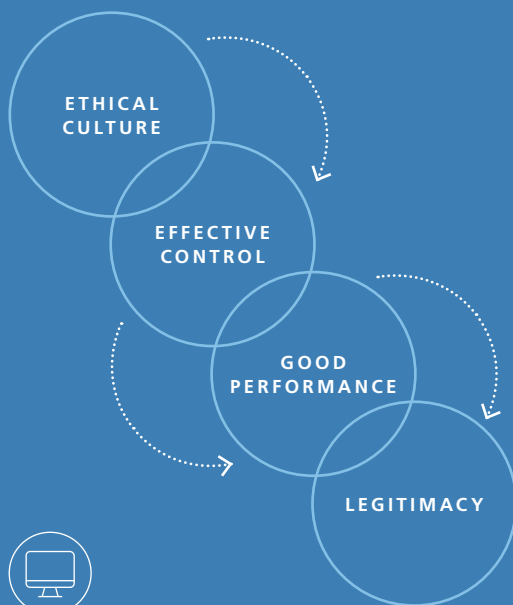 ETHICAL
CULTURE
EFFECTIVE
CONTROL
GOOD
PERFORMANCE
LEGITIMACY